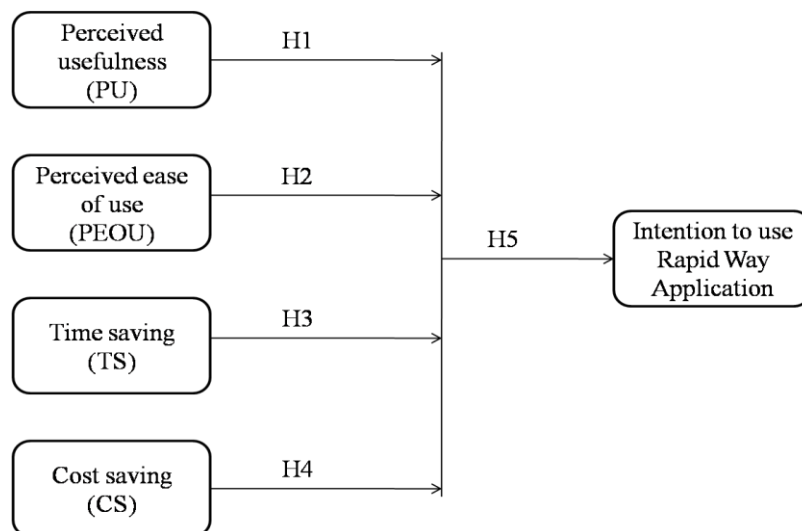 Perceived
usefulness
(PU)
H1
Perceived ease
of use
(PEOU)
H2
Time saving
(TS)
H3
Cost saving
(CS)
H4
H5
Intention to use
Rapid Way
Application